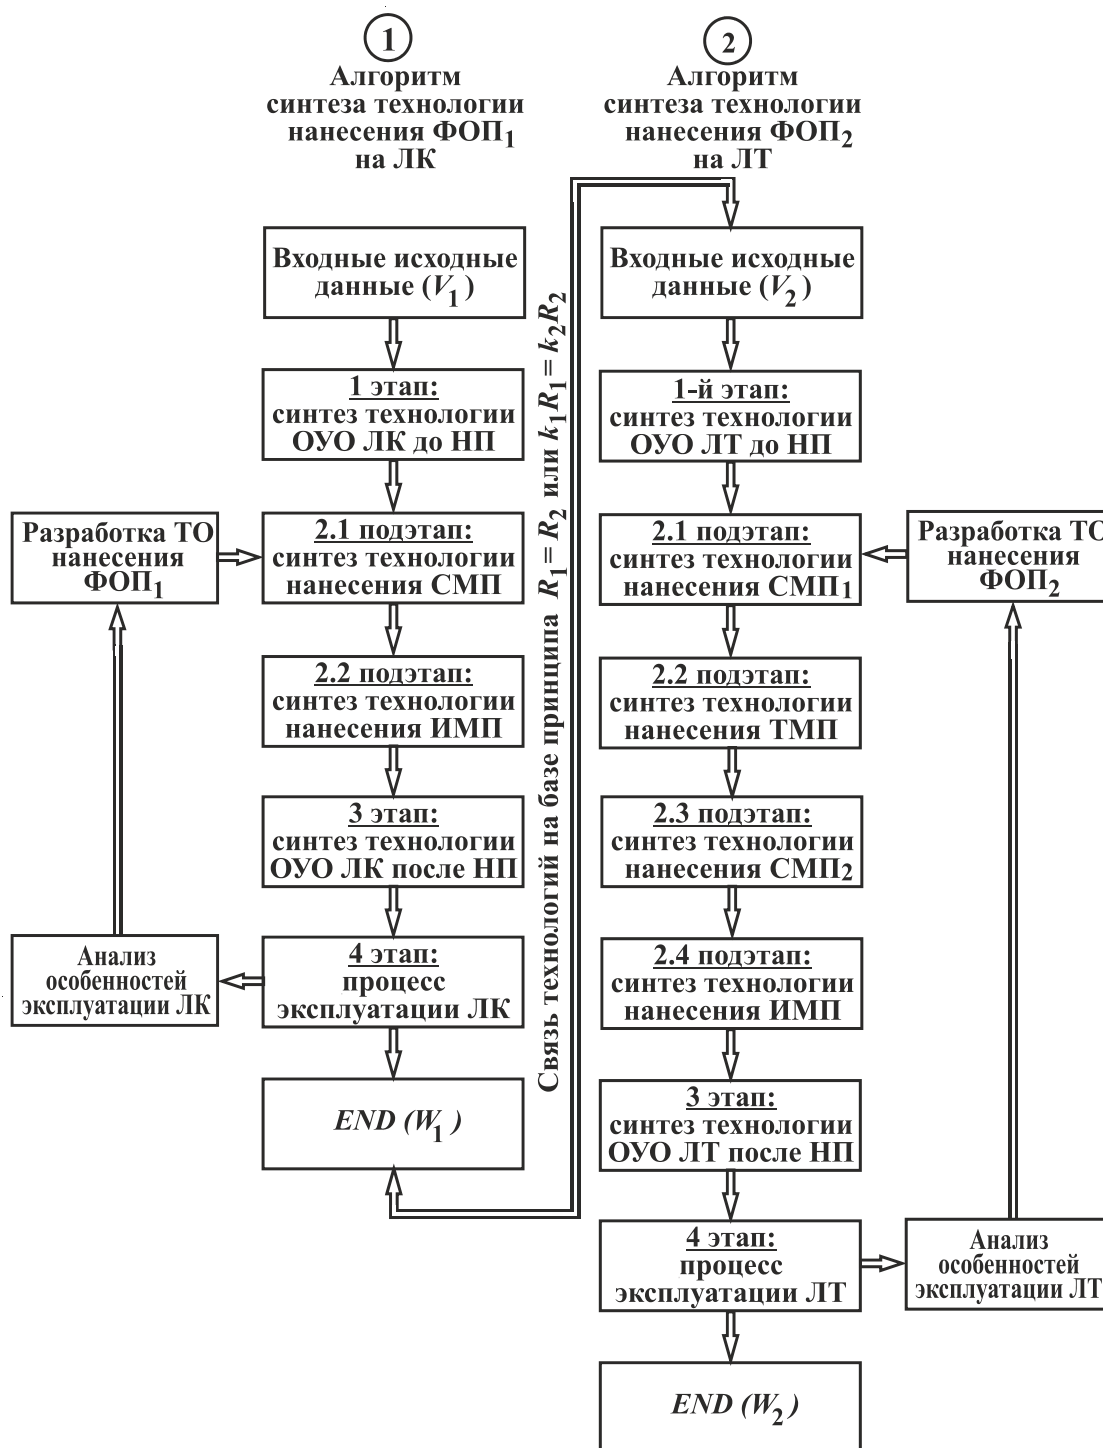 1
Алгоритм
синтеза технологии
нанесения ФОП1
на ЛК
Входные исходные
данные (V1)
1 этап:
синтез технологии
ОУО ЛК до НП
2.1 подэтап:
синтез технологии
нанесения СМП
Разработка ТО
нанесения
ФОП1
2.2 подэтап:
синтез технологии
нанесения ИМП
3 этап:
синтез технологии
ОУО ЛК после НП
4 этап:
процесс
эксплуатации ЛК
Анализ
особенностей
эксплуатации ЛК
END (W1)
Связь технологий на базе принципа R1 = R2 или k1R1 = k2R2
2
Алгоритм
синтеза технологии
нанесения ФОП2
на ЛТ
Входные исходные
данные (V2)
1-й этап:
синтез технологии
ОУО ЛТ до НП
2.1 подэтап:
синтез технологии
нанесения СМП1
Разработка ТО
нанесения
ФОП2
2.2 подэтап:
синтез технологии
нанесения ТМП
2.3 подэтап:
синтез технологии
нанесения СМП2
2.4 подэтап:
синтез технологии
нанесения ИМП
3 этап:
синтез технологии
ОУО ЛТ после НП
4 этап:
процесс
эксплуатации ЛТ
Анализ
особенностей
эксплуатации ЛТ
END (W2)